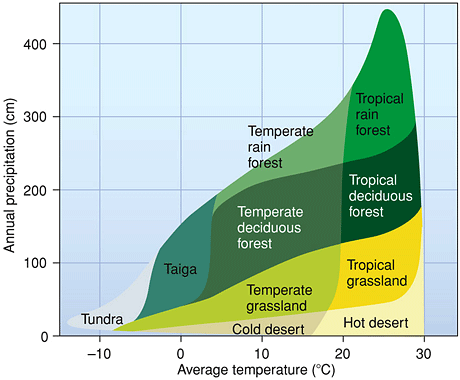 400
300
200
100
0
Annual precipitation (cm)
Tropical
rain
forest
Temperate
rain
forest
Tropical
deciduous
forest
Temperate
deciduous
forest
Taiga
Tropical
grassland
Temperate
grassland
Tundra
Cold desert
Hot desert
–10
0
10
20
30
Average temperature (°C)